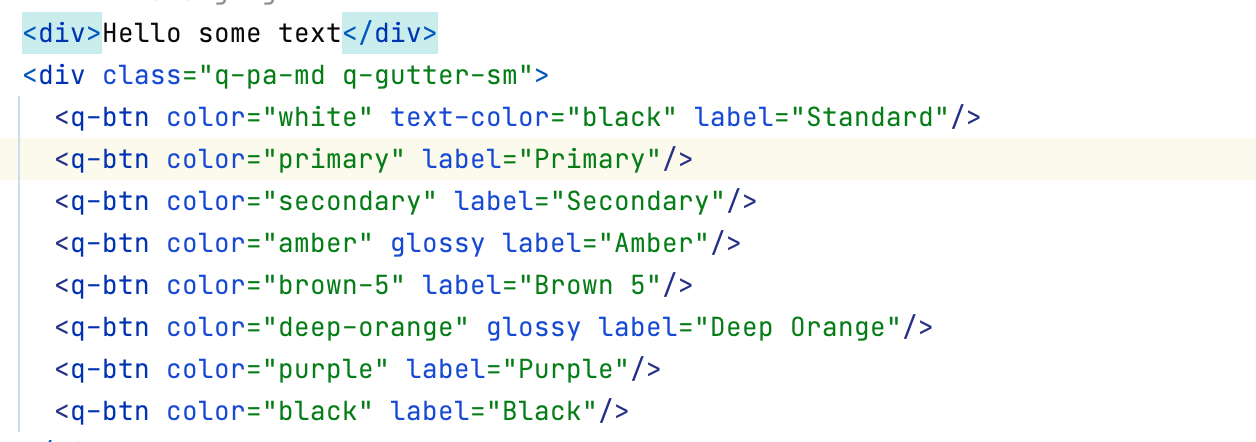 <div>Hello some text</div>
<div class="q-pa-md q-gutter-sm">
<q-btn color="white" text-color="black" label="Standard"/>
<q-btn color="primary" label="Primary"/>
<q-btn color="secondary" label="Secondary"/>
<q-btn color="amber" glossy label="Amber"/>
<q-btn color="brown-5" label="Brown 5"/>
<q-btn color="deep-orange" glossy label="Deep Orange"/>
<q-btn color="purple" label="Purple"/>
<q-btn color="black" label="Black"/>